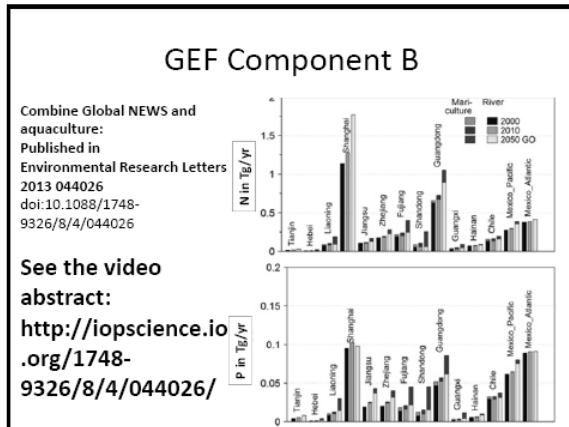 GEF Component B
Combine Global NEWS and
aquaculture:
Published in
Environmental Research Letters
2013 044026
doi:10.1088/1748-
9326/8/4/044026
See the video
abstract:
http://iopscience.io
.org/1748-
9326/8/4/044026/
N in Tg/yr
2
1.5
1
0.5
0
Mari-
culture
River
2000
2010
2050 GO
Tianjin
Hebei
Liaoning
Shanghai
Jiangsu
Zhejiang
Fujiang
Shandong
Guangdong
Guangxi
Hainan
Chile
Mexico_Pacific
Mexico_Atlantic
P in Tg/yr
0.2
0.15
0.1
0.05
0
Tianjin
Hebei
Liaoning
Shanghai
Jiangsu
Zhejiang
Fujiang
Shandong
Guangdong
Guangxi
Hainan
Chile
Mexico_Pacific
Mexico_Atlantic